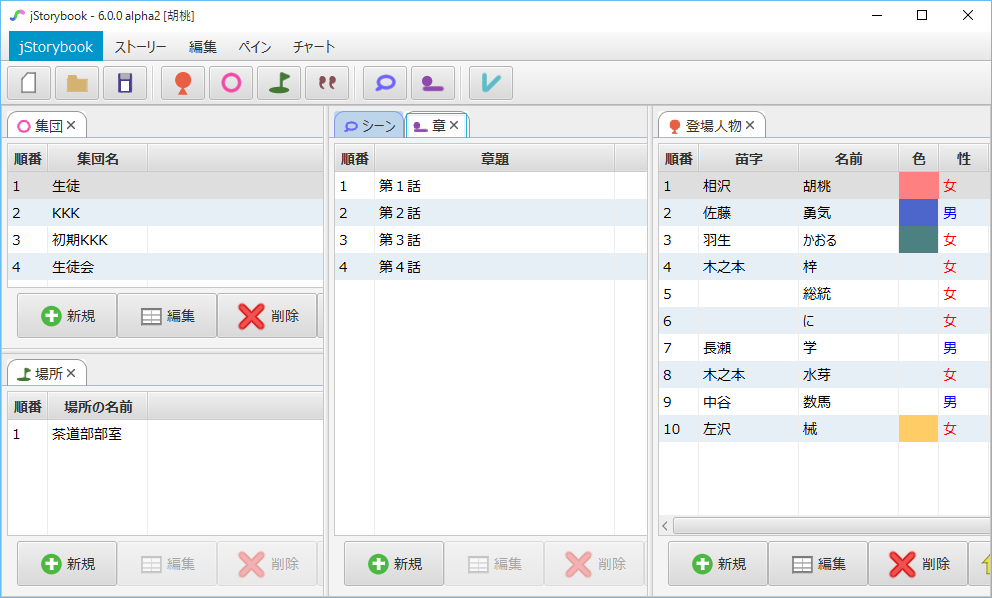 jStorybook - 6.0.0 alpha2 [胡桃]
jStorybook ストーリー 編集 ペイン チャート
集団
順番 集団名
1 生徒
2 KKK
3 初期KKK
4 生徒会
新規 編集 削除
場所
順番 場所の名前
1 茶道部部室
新規 編集 削除
シーン 章
順番 章題
1 第１話
2 第２話
3 第３話
4 第４話
新規 編集 削除
登場人物
順番 苗字 名前 色 性
1 相沢 胡桃 女
2 佐藤 勇気 男
3 羽生 かおる 女
4 木之本 梓 女
5 総統 女
6 に 女
7 長瀬 学 男
8 木之本 水芽 女
9 中谷 数馬 男
10 左沢 械 女
新規 編集 削除